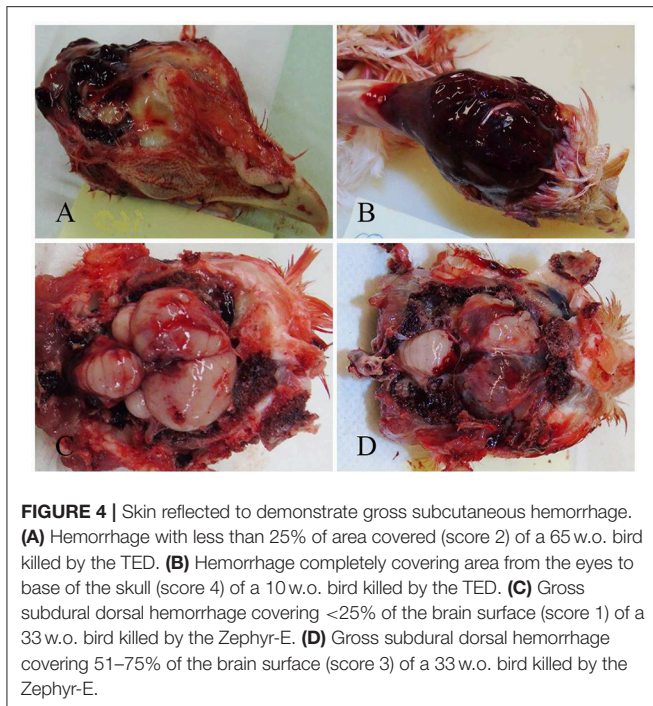 A
B
C
D
FIGURE 4 | Skin reflected to demonstrate gross subcutaneous hemorrhage.
(A) Hemorrhage with less than 25% of area covered (score 2) of a 65 w.o. bird
killed by the TED. (B) Hemorrhage completely covering area from the eyes to
base of the skull (score 4) of a 10 w.o. bird killed by the TED. (C) Gross
subdural dorsal hemorrhage covering <25% of the brain surface (score 1) of a
33 w.o. bird killed by the Zephyr-E. (D) Gross subdural dorsal hemorrhage
covering 51–75% of the brain surface (score 3) of a 33 w.o. bird killed by the
Zephyr-E.